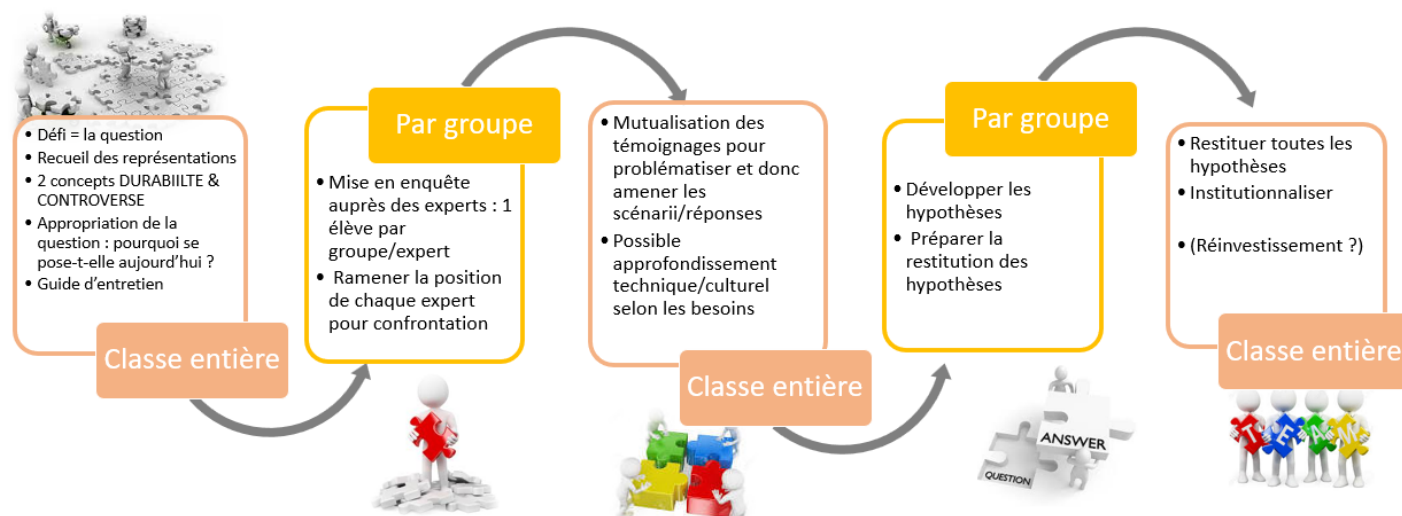 • Défi = la question
• Recueil des représentations
• 2 concepts DURABIILTE &
CONTROVERSE
• Appropriation de la
question : pourquoi se
pose-t-elle aujourd'hui ?
• Guide d'entretien
Classe entière
Par groupe
• Mise en enquête
auprès des experts : 1
élève par
groupe/expert
• Ramener la position
de chaque expert
pour confrontation
• Mutualisation des
témoignages pour
problématiser et donc
amener les
scénarii/réponses
• Possible
approfondissement
technique/culturel
selon les besoins
Classe entière
Par groupe
• Développer les
hypothèses
• Préparer la
restitution des
hypothèses
ANSWER
QUESTION
• Restituer toutes les
hypothèses
• Institutionnaliser
• (Réinvestissement ?)
Classe entière
TEAM